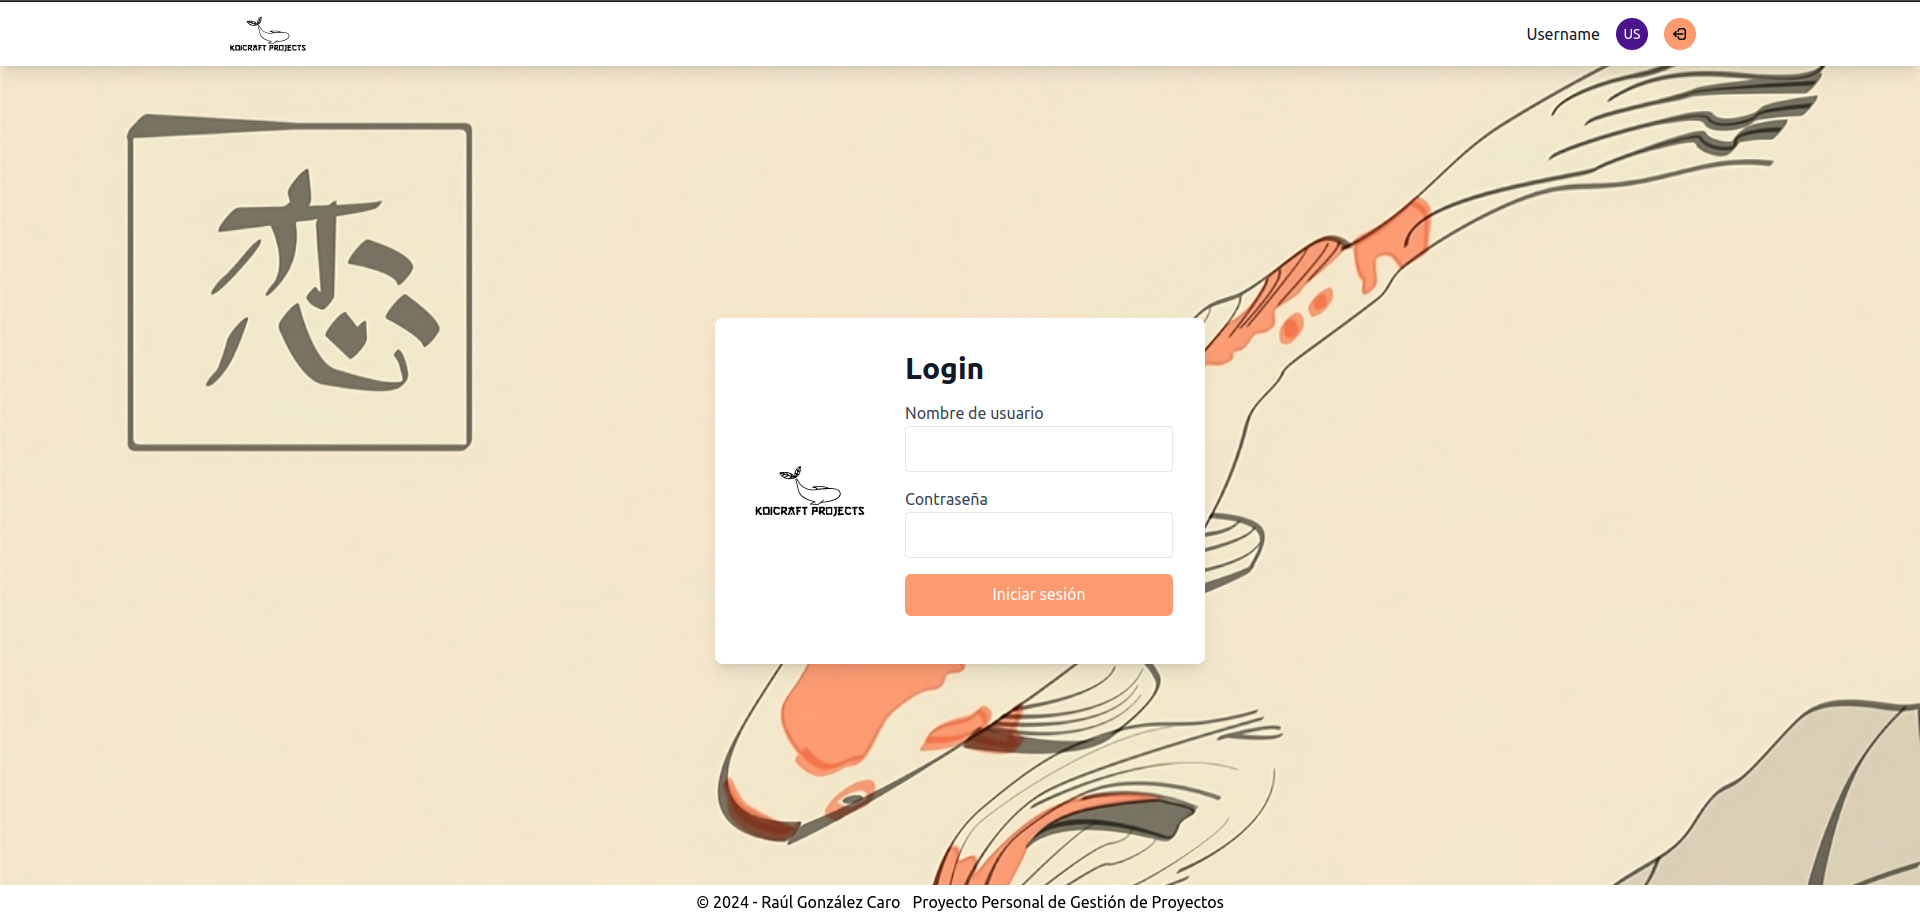 KOICRAFT PROJECTS
Username
US
恋
Login
Nombre de usuario
KOICRAFT PROJECTS
Contraseña
Iniciar sesión
© 2024 - Raúl González Caro Proyecto Personal de Gestión de Proyectos